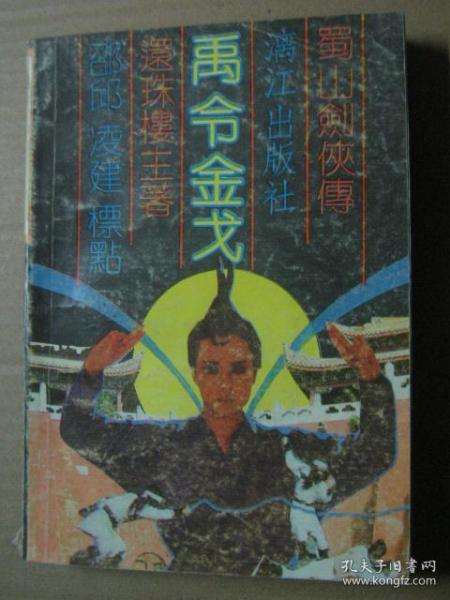 蜀山劍俠傳
漓江出版社
禹令金戈
還珠樓主著
邵邱 凌建 標點
孔夫子旧书网
www.kongfz.com